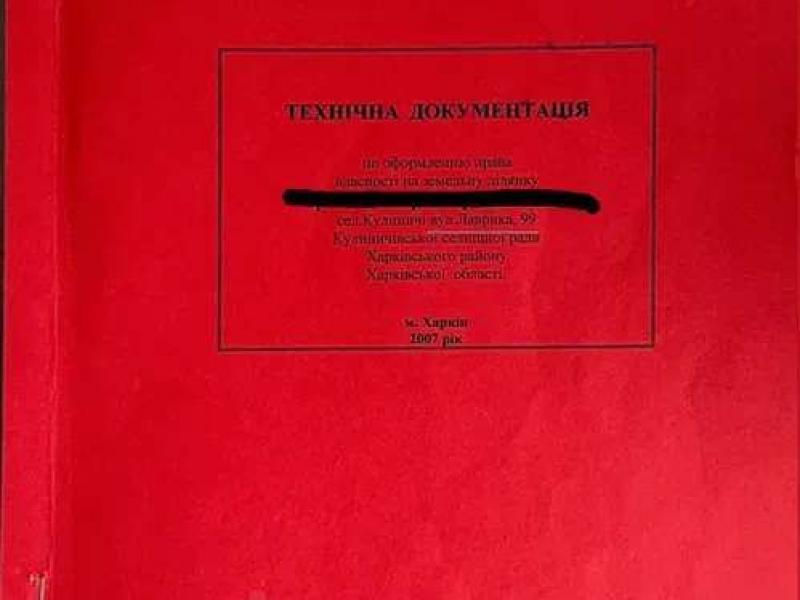 ТЕХНІЧНА ДОКУМЕНТАЦІЯ
по оформленню права
власності на земельну ділянку
сел.Кулиничі вул.Лаврика, 99
Кулиничівської селищної ради
Харківського району
Харківської області.
м. Харків
2007 рік